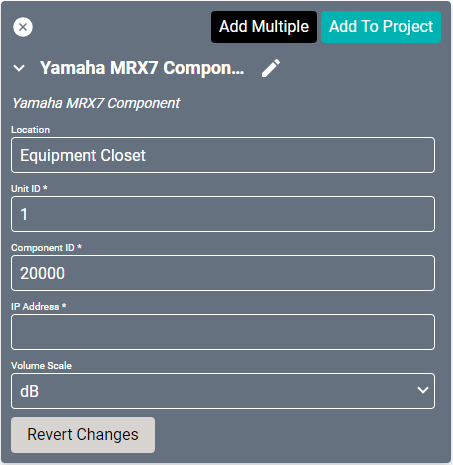 Add Multiple Add To Project
Yamaha MRX7 Compon...
Yamaha MRX7 Component
Location
Equipment Closet
Unit ID *
1
Component ID *
20000
IP Address *
Volume Scale
dB
Revert Changes